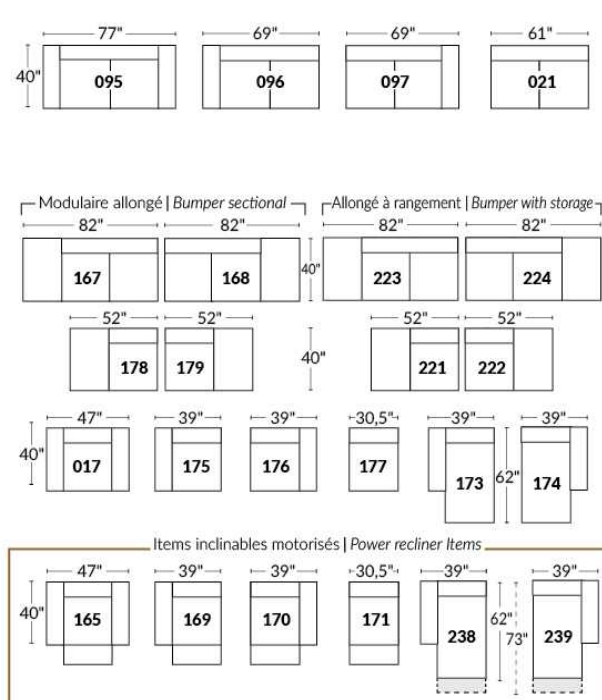 77" 69" 69" 61"
40" 095 096 097 021
Modulaire allongé | Bumper sectional Allongé à rangement | Bumper with storage
82" 82" 82" 82"
167 168 40" 223 224
52" 52" 52" 52"
178 179 40" 221 222
47" 39" 39" 30,5" 39" 39"
40" 017 175 176 177 173 62" 174
Items inclinables motorisés | Power recliner Items
47" 39" 39" 30,5" 39" 39"
40" 165 169 170 171 238 62" 73" 239